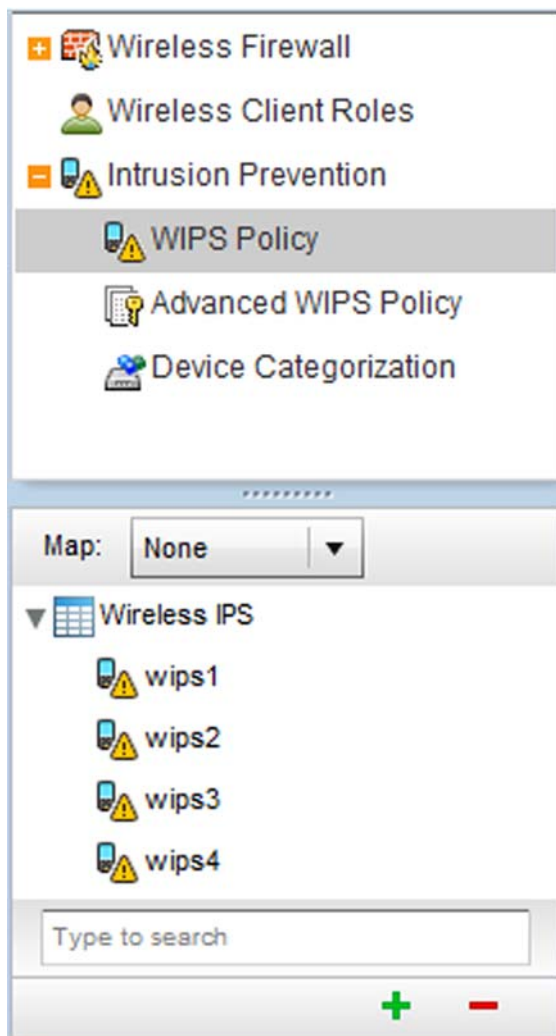 Wireless Firewall
Wireless Client Roles
Intrusion Prevention
WIPS Policy
Advanced WIPS Policy
Device Categorization
Map: None
Wireless IPS
wips1
wips2
wips3
wips4
Type to search